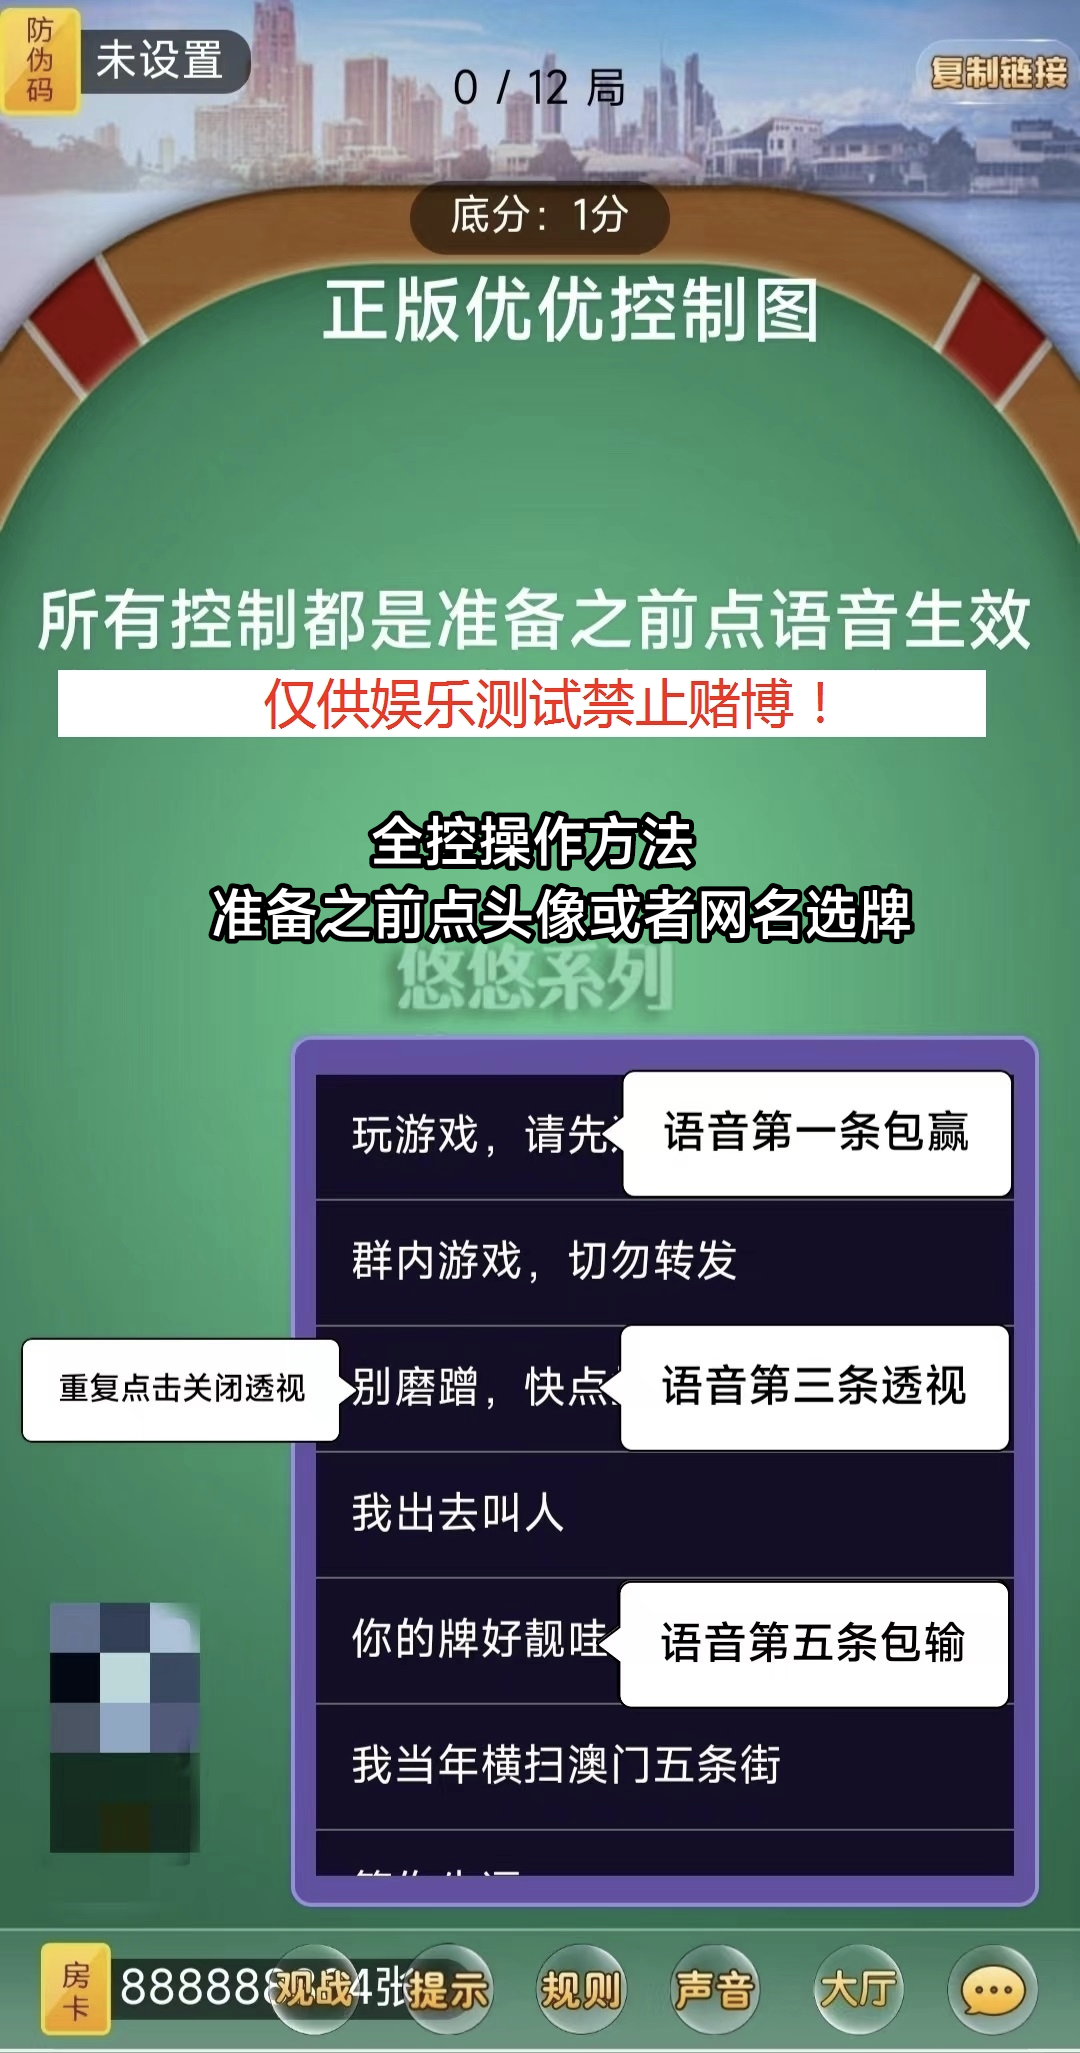 防伪码
未设置
0 / 12 局
复制链接
底分：1分
正版优优控制图
所有控制都是准备之前点语音生效
仅供娱乐测试禁止赌博！
全控操作方法
准备之前点头像或者网名选牌
悠悠系列
玩游戏，请先
语音第一条包赢
群内游戏，切勿转发
重复点击关闭透视
别磨蹭，快点
语音第三条透视
我出去叫人
你的牌好靓哇
语音第五条包输
我当年横扫澳门五条街
房卡
888888
4张
观战
提示
规则
声音
大厅